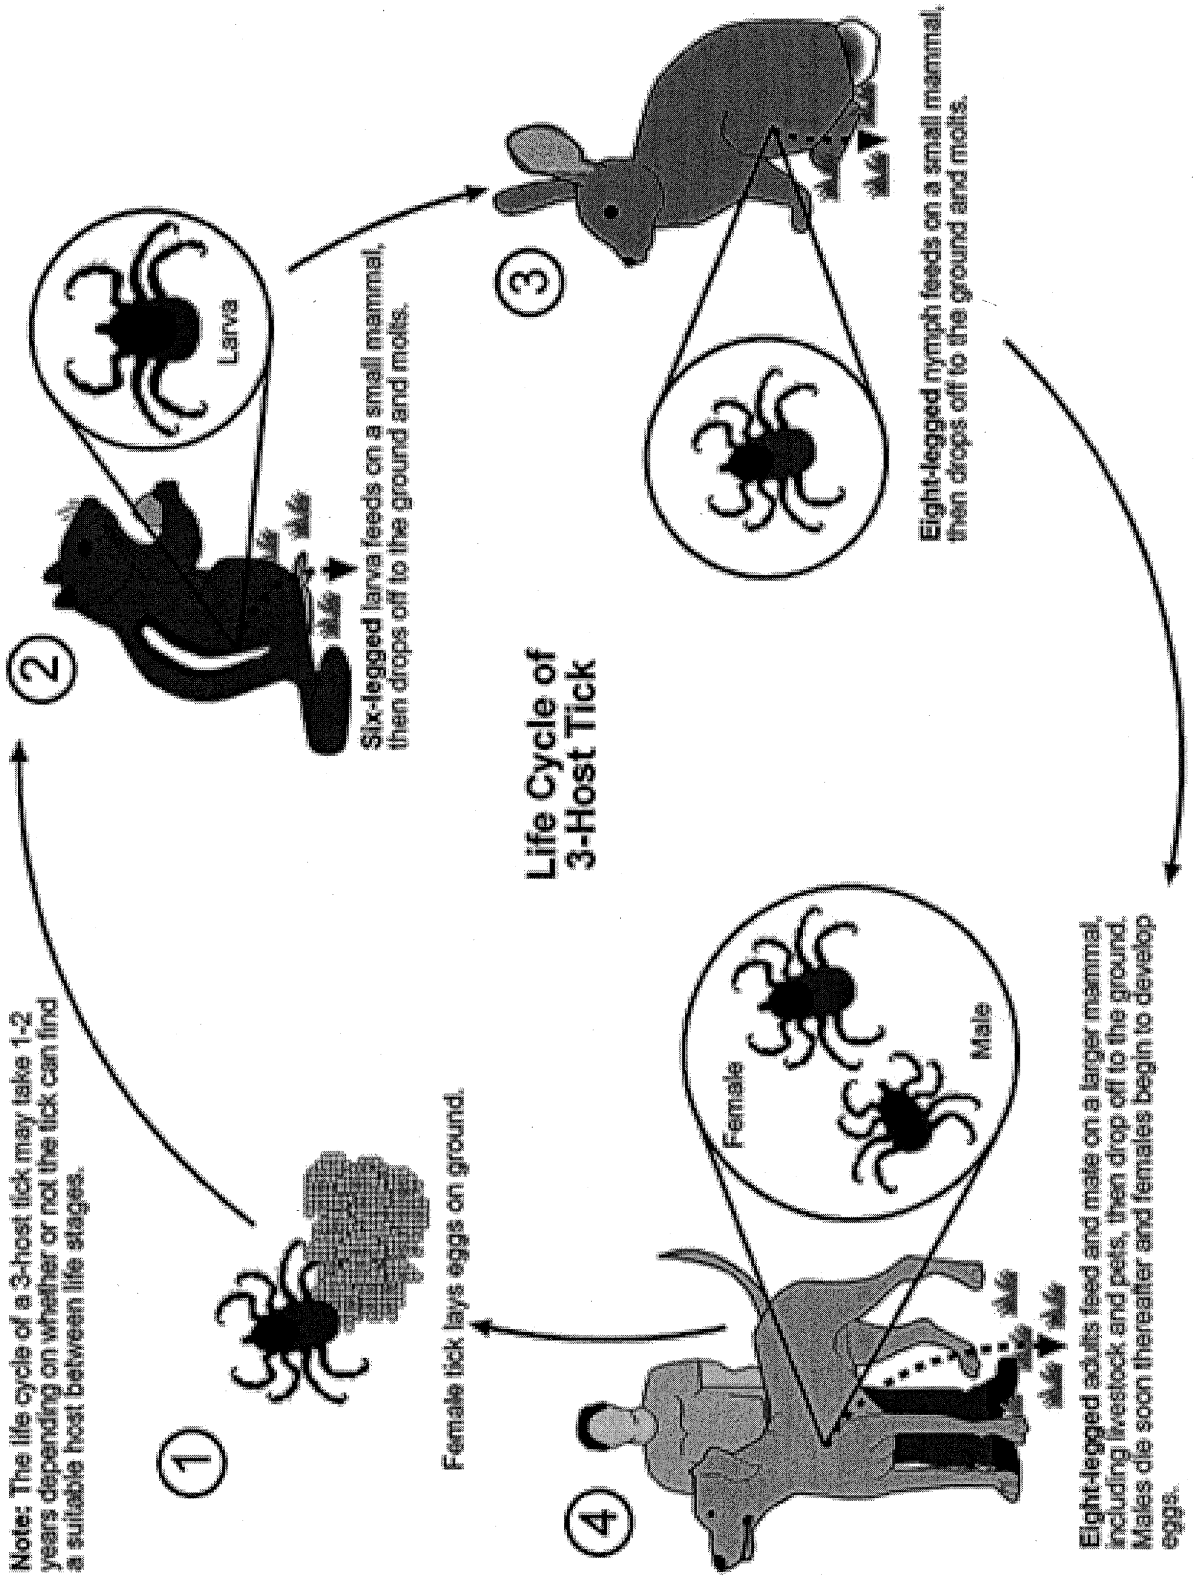 Note: The life cycle of a 3-host tick may take 1-2
years depending on whether or not the tick can find
a suitable host between life stages.
1
Female tick lays eggs on ground.
2
Larva
Six-legged larva feeds on a small mammal,
then drops off to the ground and molts.
Life Cycle of
3-Host Tick
3
Eight-legged nymph feeds on a small mammal,
then drops off to the ground and molts.
4
Female
Male
Eight-legged adults feed and mate on a larger mammal,
including livestock and pets, then drop off to the ground.
Males die soon thereafter and females begin to develop
eggs.